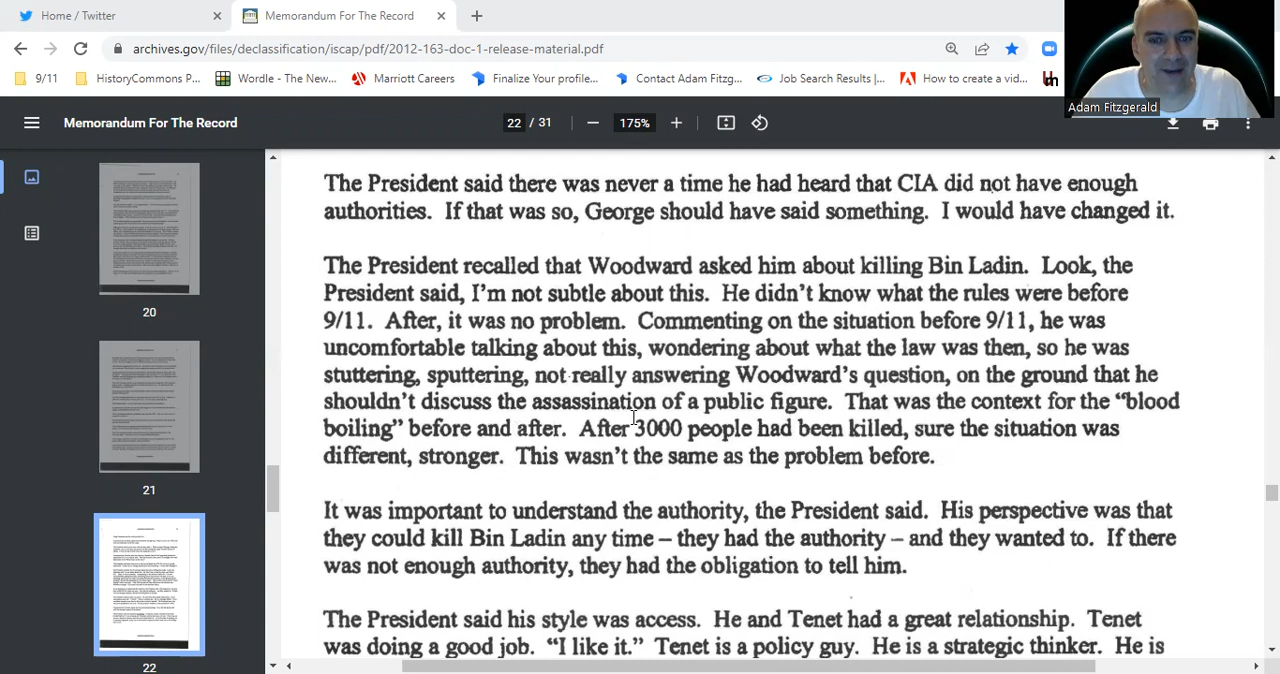 Home / Twitter
Memorandum For The Record
archives.gov/files/declassification/iscap/pdf/2012-163-doc-1-release-material.pdf
9/11
HistoryCommons P...
Wordle - The New...
Marriott Careers
Finalize Your profile...
Contact Adam Fitzg...
Job Search Results |...
How to create a vid...
Adam Fitzgerald
Memorandum For The Record
22 / 31
175%
20
21
22
The President said there was never a time he had heard that CIA did not have enough
authorities. If that was so, George should have said something. I would have changed it.
The President recalled that Woodward asked him about killing Bin Ladin. Look, the
President said, I'm not subtle about this. He didn't know what the rules were before
9/11. After, it was no problem. Commenting on the situation before 9/11, he was
uncomfortable talking about this, wondering about what the law was then, so he was
stuttering, sputtering, not really answering Woodward's question, on the ground that he
shouldn't discuss the assassination of a public figure. That was the context for the "blood
boiling" before and after. After 3000 people had been killed, sure the situation was
different, stronger. This wasn't the same as the problem before.
It was important to understand the authority, the President said. His perspective was that
they could kill Bin Ladin any time – they had the authority – and they wanted to. If there
was not enough authority, they had the obligation to tell him.
The President said his style was access. He and Tenet had a great relationship. Tenet
was doing a good job. "I like it." Tenet is a policy guy. He is a strategic thinker. He is